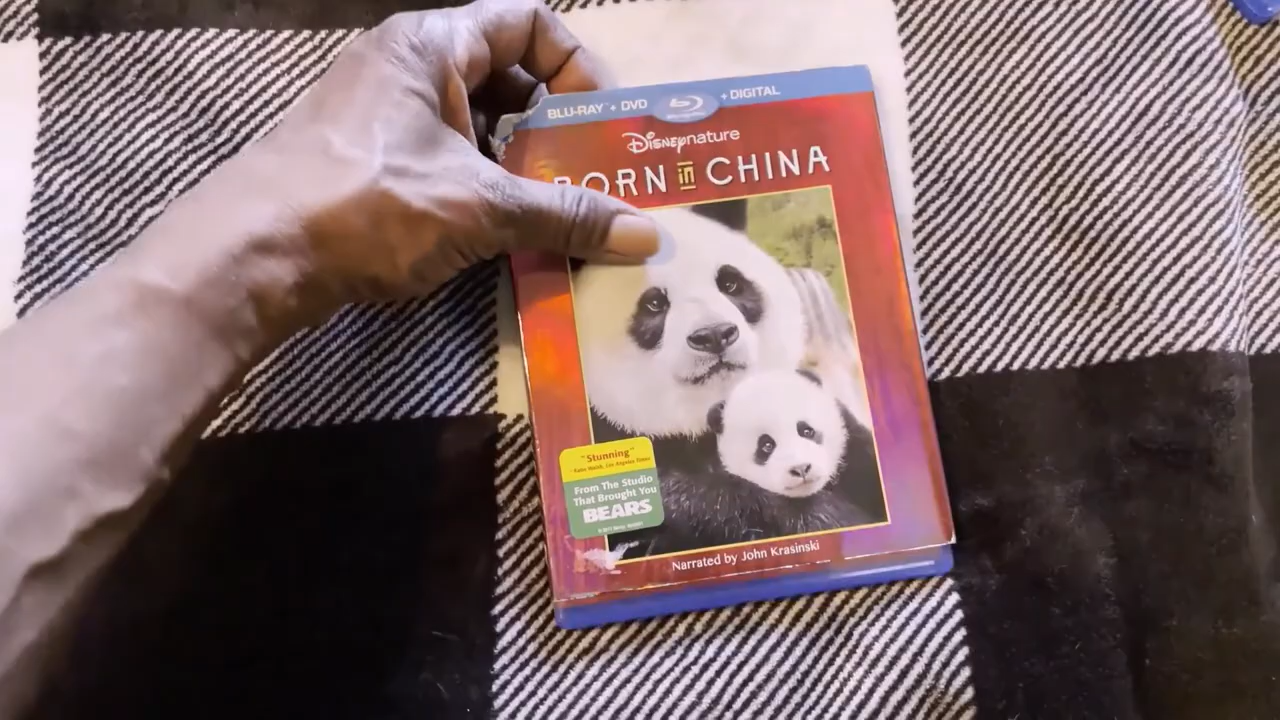 BLU-RAY + DVD + DIGITAL
Disneynature
BORN in CHINA
"Stunning"
From The Studio
That Brought You
BEARS
Narrated by John Krasinski